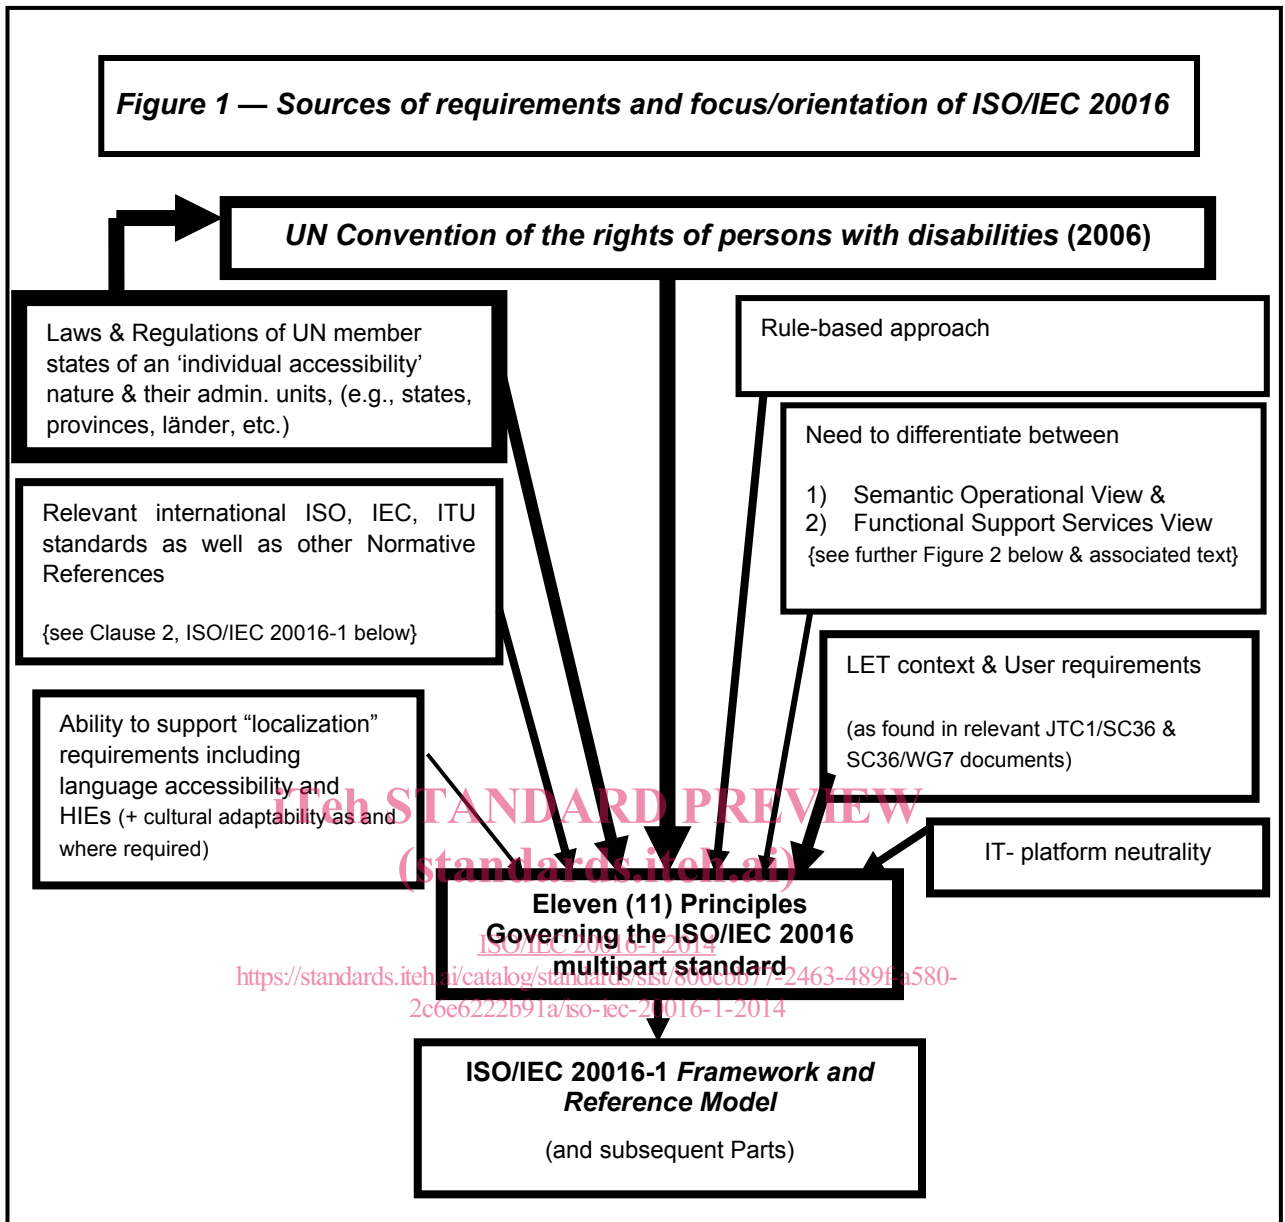 Figure 1 — Sources of requirements and focus/orientation of ISO/IEC 20016
UN Convention of the rights of persons with disabilities (2006)
Laws & Regulations of UN member
states of an ‘individual accessibility’
nature & their admin. units, (e.g., states,
provinces, länder, etc.)
Relevant international ISO, IEC, ITU
standards as well as other Normative
References
{see Clause 2, ISO/IEC 20016-1 below}
Ability to support “localization”
requirements including
language accessibility and
HIEs (+ cultural adaptability as and
where required)
Rule-based approach
Need to differentiate between
1) Semantic Operational View &
2) Functional Support Services View
{see further Figure 2 below & associated text}
LET context & User requirements
(as found in relevant JTC1/SC36 &
SC36/WG7 documents)
IT- platform neutrality
iTeh STANDARD PREVIEW
(standards.iteh.ai)
Eleven (11) Principles
Governing the ISO/IEC 20016
multipart standard
ISO/IEC 20016-1:2014
https://standards.iteh.ai/catalog/standards/sist/806cbb77-2463-489f-a580-
2c6e6222b91a/iso-iec-20016-1-2014
ISO/IEC 20016-1 Framework and
Reference Model
(and subsequent Parts)